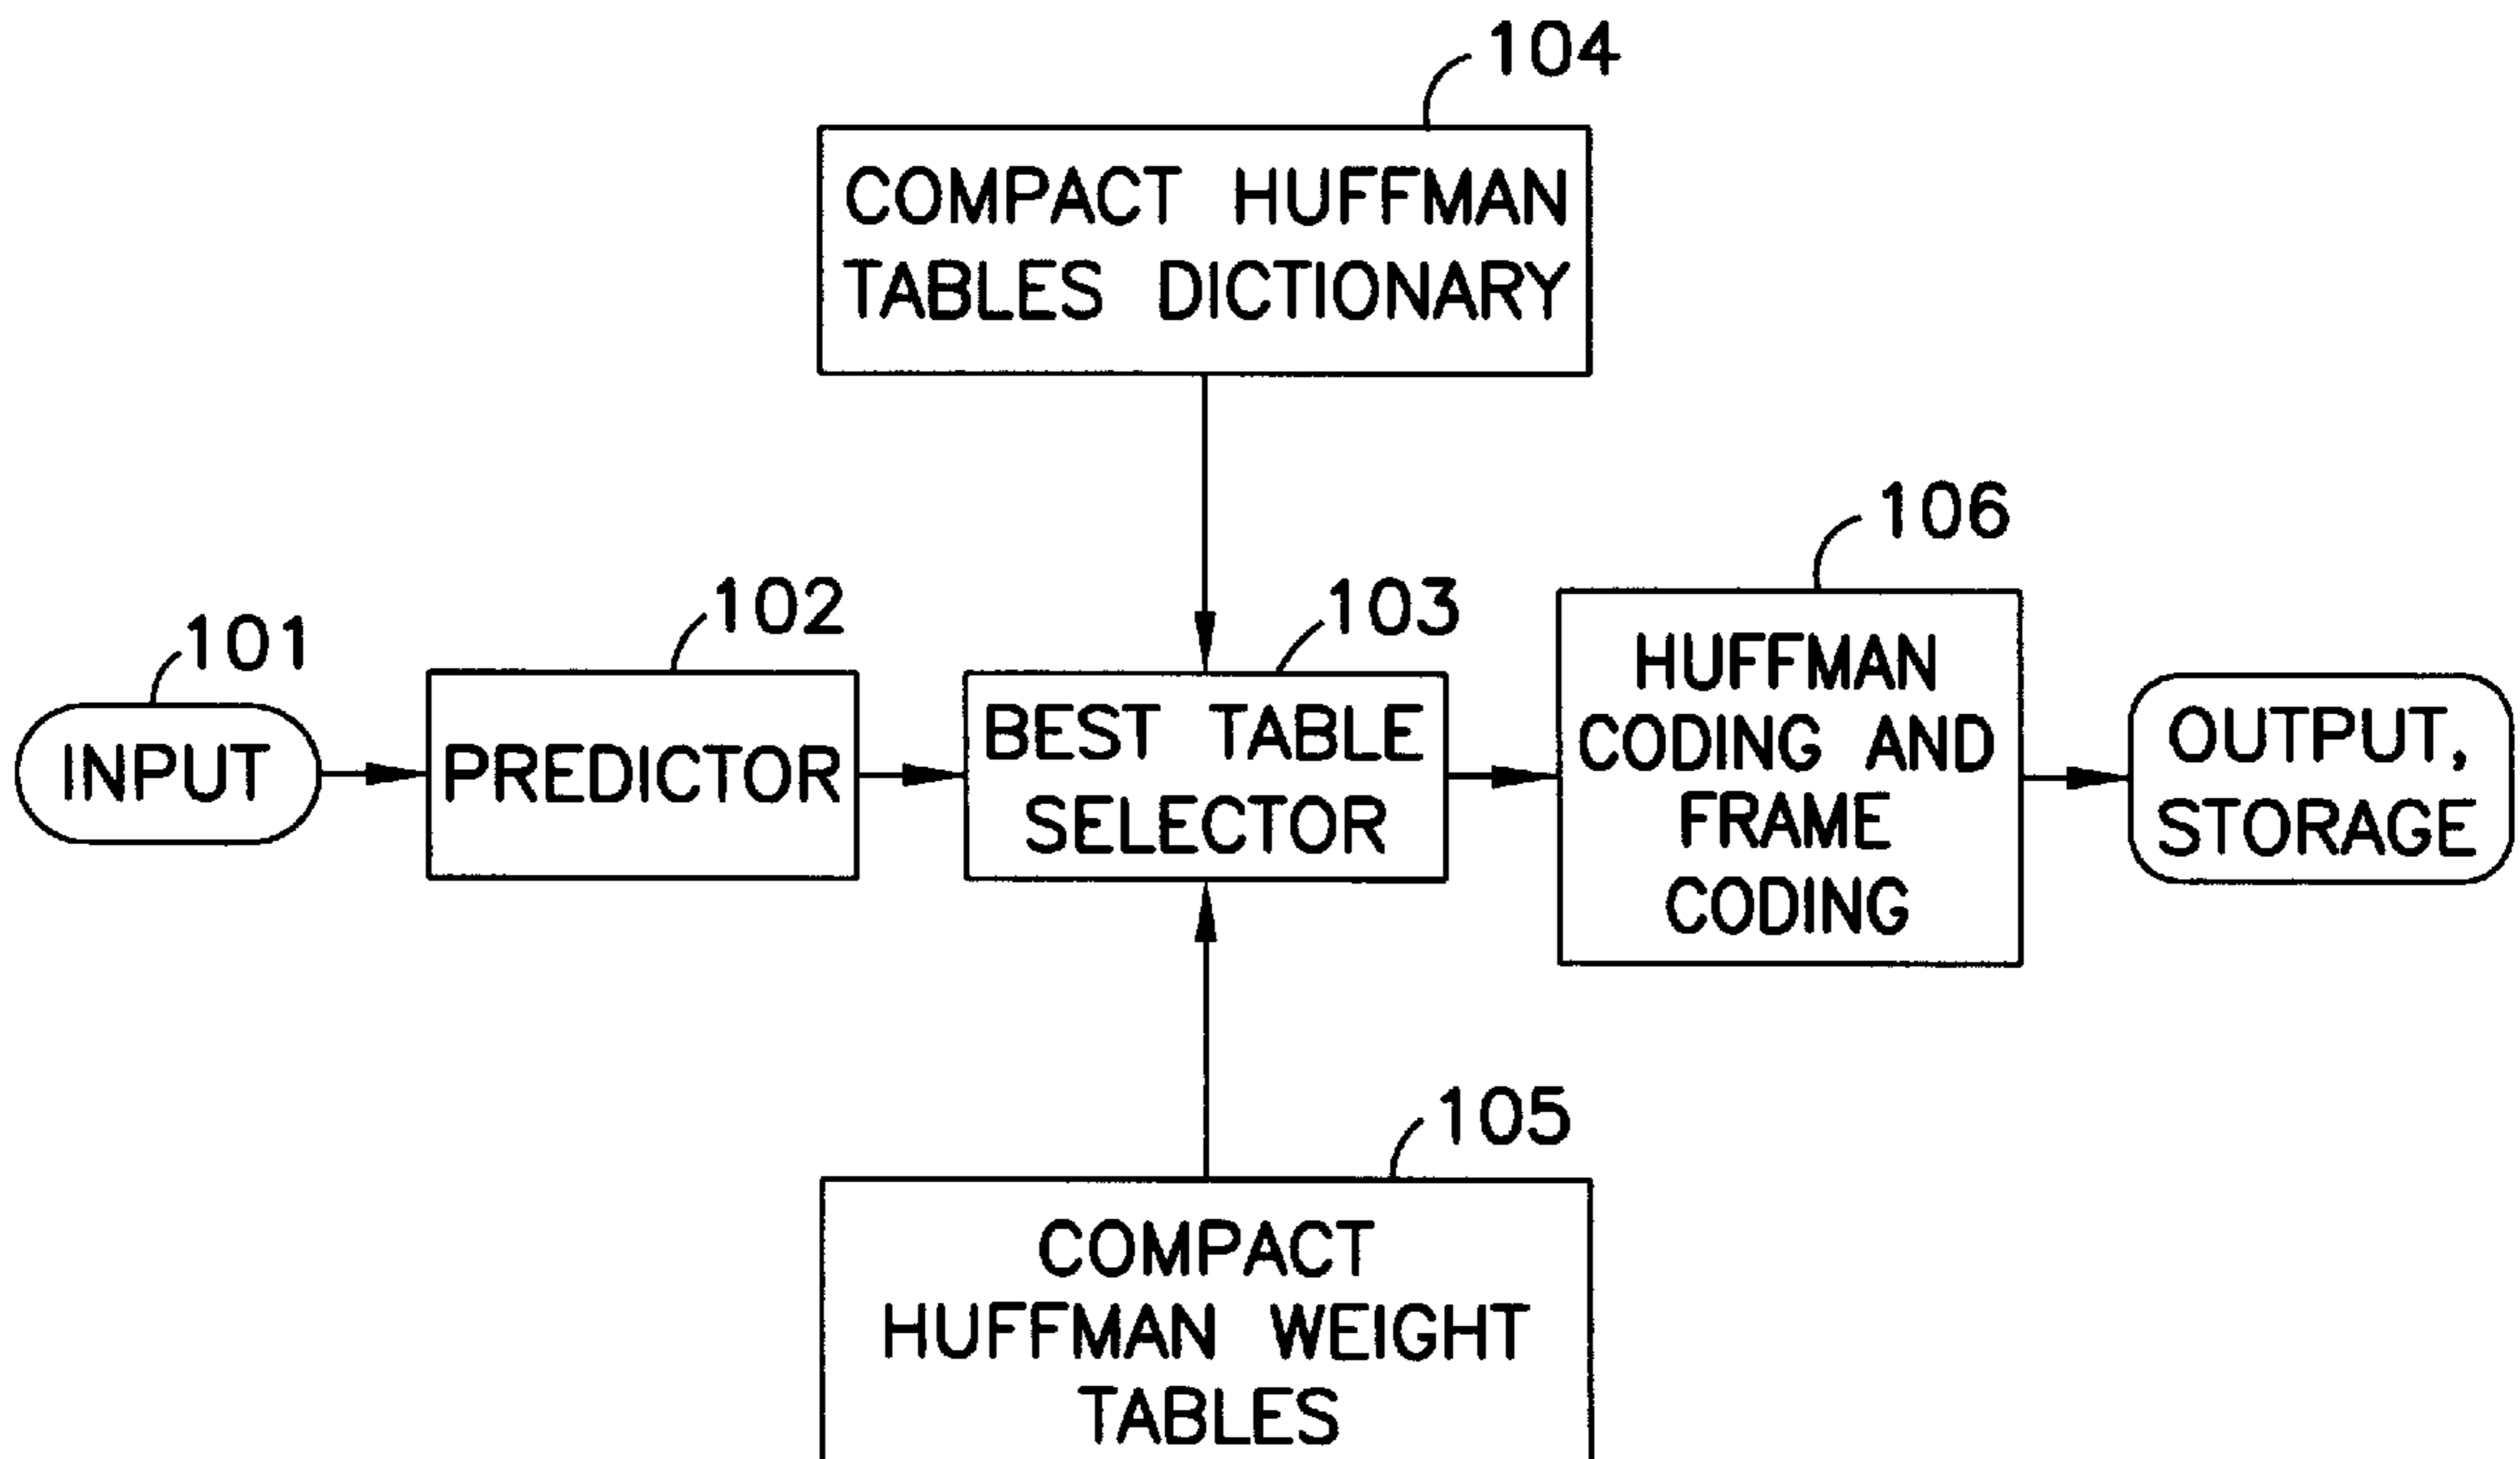 104
COMPACT HUFFMAN
TABLES DICTIONARY
106
102
103
101
INPUT
PREDICTOR
BEST TABLE
SELECTOR
HUFFMAN
CODING AND
FRAME
CODING
OUTPUT,
STORAGE
105
COMPACT
HUFFMAN WEIGHT
TABLES